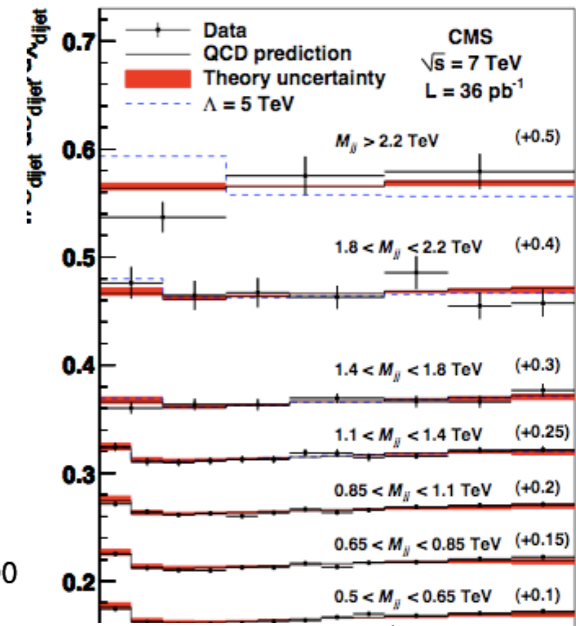 0.7
0.6
0.5
0.4
0.3
0.2
Data
QCD prediction
Theory uncertainty
Λ = 5 TeV
CMS
√s = 7 TeV
L = 36 pb⁻¹
M_jj > 2.2 TeV (+0.5)
1.8 < M_jj < 2.2 TeV (+0.4)
1.4 < M_jj < 1.8 TeV (+0.3)
1.1 < M_jj < 1.4 TeV (+0.25)
0.85 < M_jj < 1.1 TeV (+0.2)
0.65 < M_jj < 0.85 TeV (+0.15)
0.5 < M_jj < 0.65 TeV (+0.1)